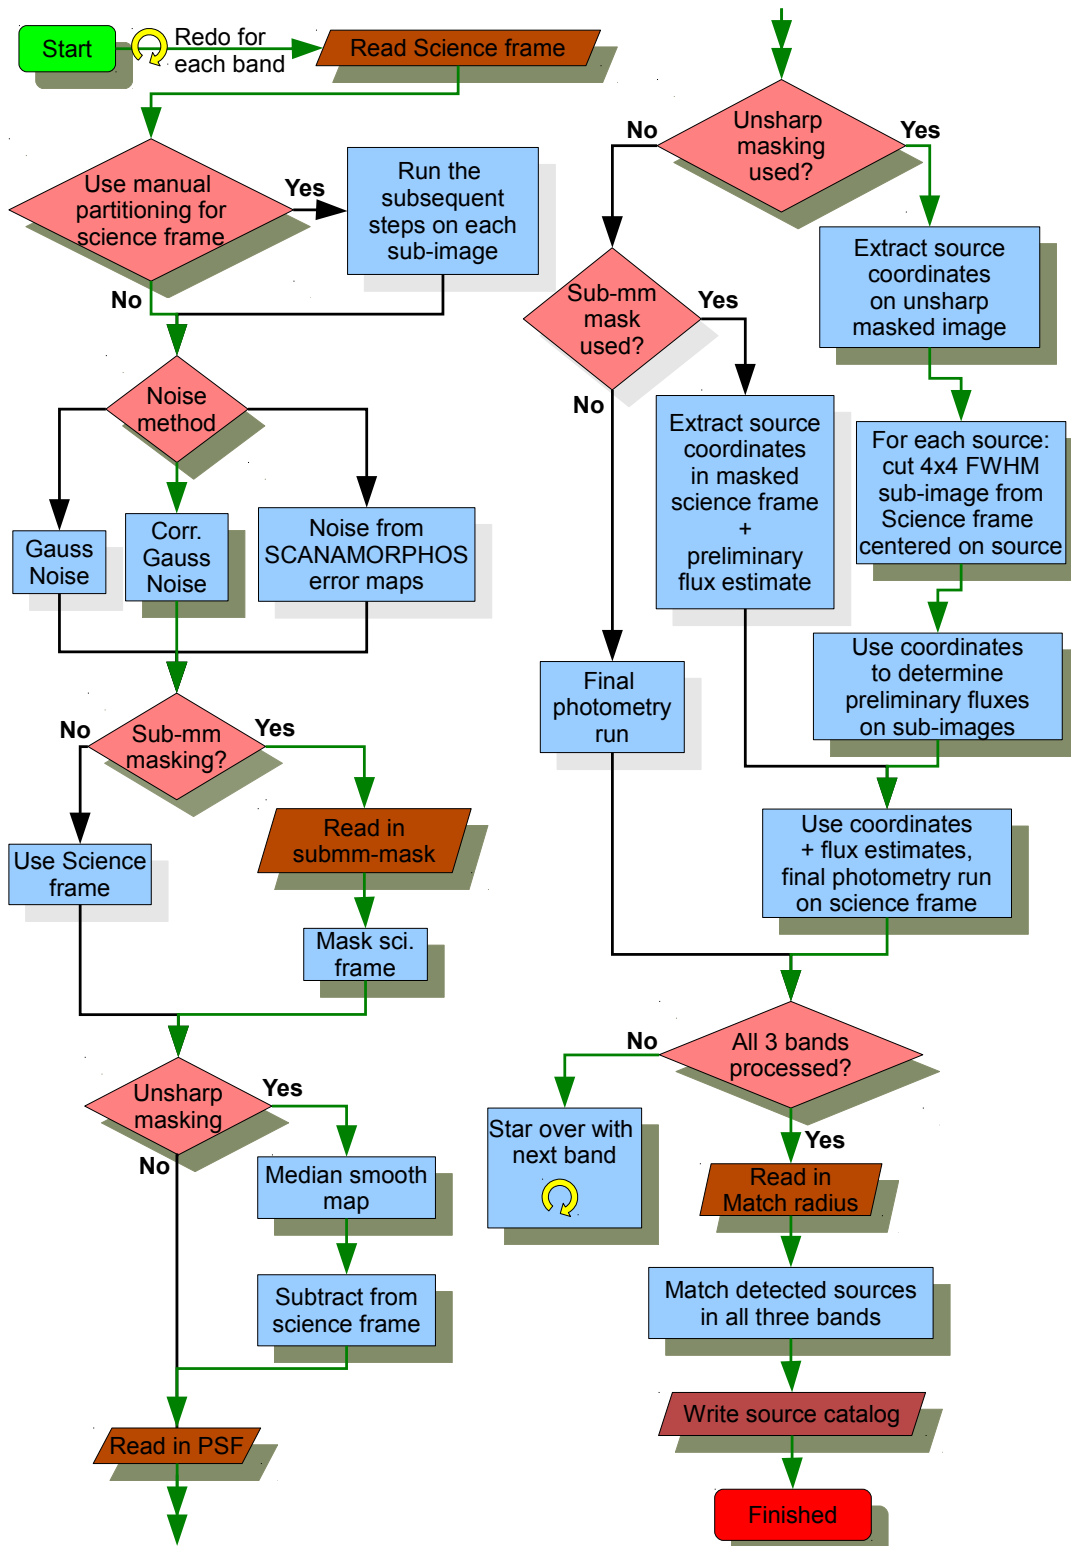 Start
Redo for
each band
Read Science frame
Use manual
partitioning for
science frame
Yes
No
Run the
subsequent
steps on each
sub-image
Noise
method
Gauss
Noise
Corr.
Gauss
Noise
Noise from
SCANAMORPHOS
error maps
Sub-mm
masking?
No
Yes
Use Science
frame
Read in
submm-mask
Mask sci.
frame
Unsharp
masking
Yes
No
Median smooth
map
Subtract from
science frame
Read in PSF
Unsharp
masking
used?
No
Yes
Sub-mm
mask
used?
Yes
No
Extract source
coordinates
on unsharp
masked image
Extract source
coordinates
in masked
science frame
+
preliminary
flux estimate
For each source:
cut 4x4 FWHM
sub-image from
Science frame
centered on source
Use coordinates
to determine
preliminary fluxes
on sub-images
Final
photometry
run
Use coordinates
+ flux estimates,
final photometry run
on science frame
All 3 bands
processed?
No
Yes
Star over with
next band
Read in
Match radius
Match detected sources
in all three bands
Write source catalog
Finished